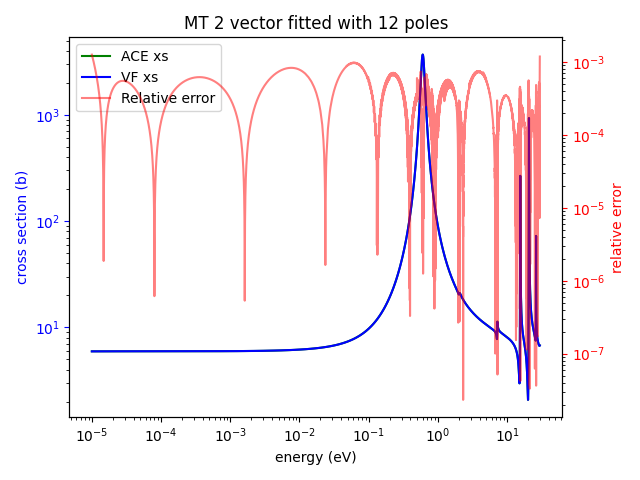 MT 2 vector fitted with 12 poles
ACE xs
VF xs
Relative error
cross section (b)
10³
10²
10¹
relative error
10⁻³
10⁻⁴
10⁻⁵
10⁻⁶
10⁻⁷
10⁻⁵ 10⁻⁴ 10⁻³ 10⁻² 10⁻¹ 10⁰ 10¹
energy (eV)